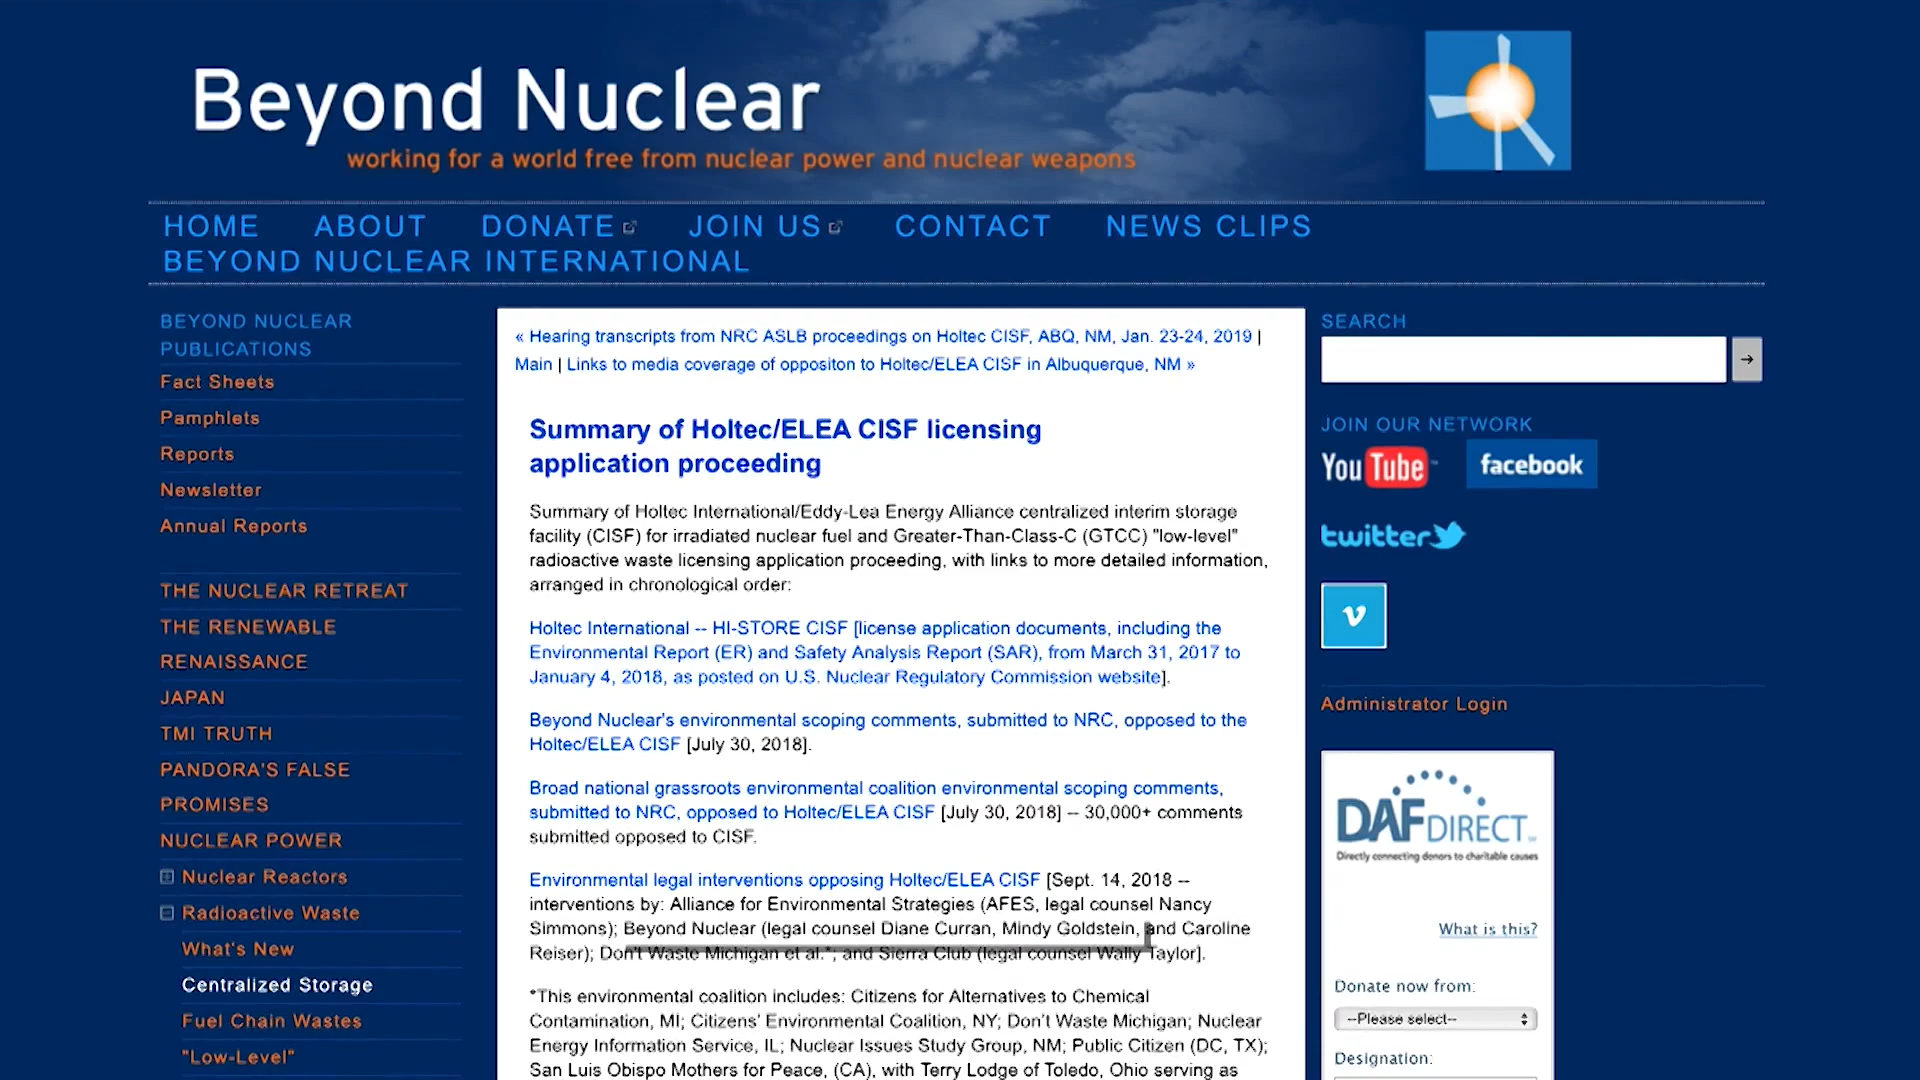 Beyond Nuclear
working for a world free from nuclear power and nuclear weapons
HOME ABOUT DONATE JOIN US CONTACT NEWS CLIPS
BEYOND NUCLEAR INTERNATIONAL
BEYOND NUCLEAR
PUBLICATIONS
Fact Sheets
Pamphlets
Reports
Newsletter
Annual Reports
THE NUCLEAR RETREAT
THE RENEWABLE
RENAISSANCE
JAPAN
TMI TRUTH
PANDORA'S FALSE
PROMISES
NUCLEAR POWER
Nuclear Reactors
Radioactive Waste
What's New
Centralized Storage
Fuel Chain Wastes
"Low-Level"
« Hearing transcripts from NRC ASLB proceedings on Holtec CISF, ABQ, NM, Jan. 23-24, 2019 |
Main | Links to media coverage of oppositon to Holtec/ELEA CISF in Albuquerque, NM »
Summary of Holtec/ELEA CISF licensing
application proceeding
Summary of Holtec International/Eddy-Lea Energy Alliance centralized interim storage
facility (CISF) for irradiated nuclear fuel and Greater-Than-Class-C (GTCC) "low-level"
radioactive waste licensing application proceeding, with links to more detailed information,
arranged in chronological order:
Holtec International -- HI-STORE CISF [license application documents, including the
Environmental Report (ER) and Safety Analysis Report (SAR), from March 31, 2017 to
January 4, 2018, as posted on U.S. Nuclear Regulatory Commission website].
Beyond Nuclear's environmental scoping comments, submitted to NRC, opposed to the
Holtec/ELEA CISF [July 30, 2018].
Broad national grassroots environmental coalition environmental scoping comments,
submitted to NRC, opposed to Holtec/ELEA CISF [July 30, 2018] -- 30,000+ comments
submitted opposed to CISF.
Environmental legal interventions opposing Holtec/ELEA CISF [Sept. 14, 2018 --
interventions by: Alliance for Environmental Strategies (AFES, legal counsel Nancy
Simmons); Beyond Nuclear (legal counsel Diane Curran, Mindy Goldstein, and Caroline
Reiser); Don't Waste Michigan et al.*; and Sierra Club (legal counsel Wally Taylor].
*This environmental coalition includes: Citizens for Alternatives to Chemical
Contamination, MI; Citizens' Environmental Coalition, NY; Don't Waste Michigan; Nuclear
Energy Information Service, IL; Nuclear Issues Study Group, NM; Public Citizen (DC, TX);
San Luis Obispo Mothers for Peace, (CA), with Terry Lodge of Toledo, Ohio serving as
SEARCH
→
JOIN OUR NETWORK
YouTube facebook
twitter
v
Administrator Login
DAFDIRECT
Directly connecting donors to charitable causes
What is this?
Donate now from:
--Please select--
Designation: